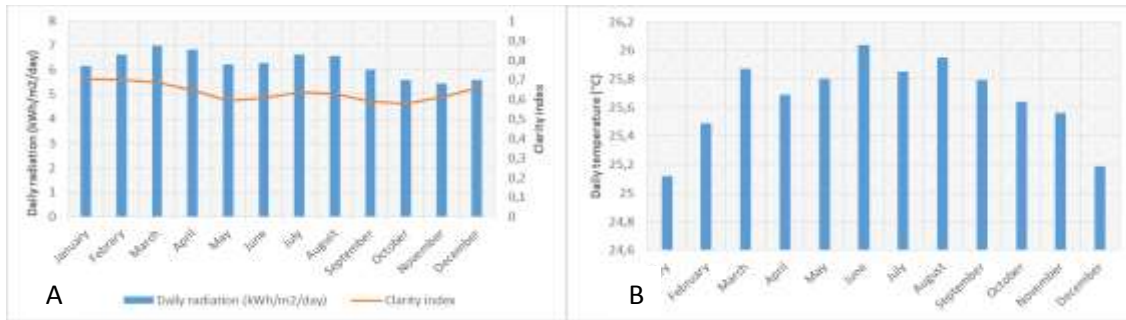 8
7
6
5
4
3
2
1
0
Daily radiation (kWh/m2/day)
1
0,9
0,8
0,7
0,6
0,5
0,4
0,3
0,2
0,1
0
Clarity index
January
Febrery
March
April
May
June
July
August
September
October
November
December
A
Daily radiation (kWh/m2/day)
Clarity index
26,2
26
25,8
25,6
25,4
25,2
25
24,8
24,6
Daily temperature (°C)
ry
February
March
April
May
June
July
August
September
October
November
December
B